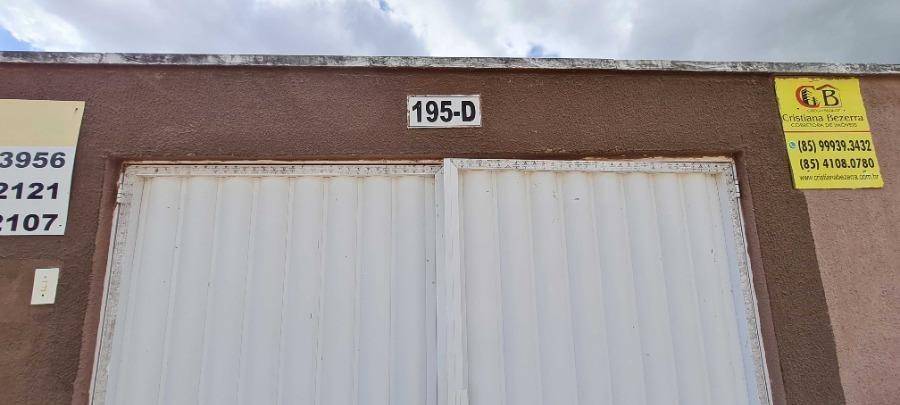 3956
2121
2107
195-D
CB
Cristiana Bezerra
CORRETORA DE IMÓVEIS
(85) 99939.3432
(85) 4108.0780
www.cristianabezerra.com.br